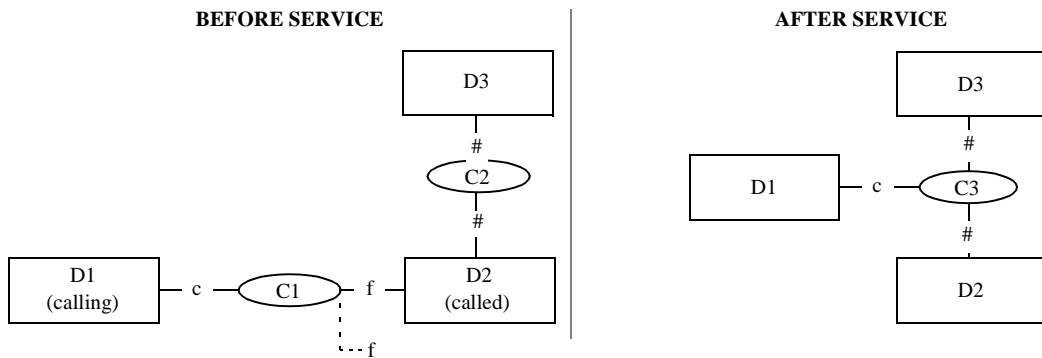 BEFORE SERVICE
D3
#
C2
#
D1
(calling)
c
C1
f
D2
(called)
f
AFTER SERVICE
D3
#
D1
c
C3
#
D2